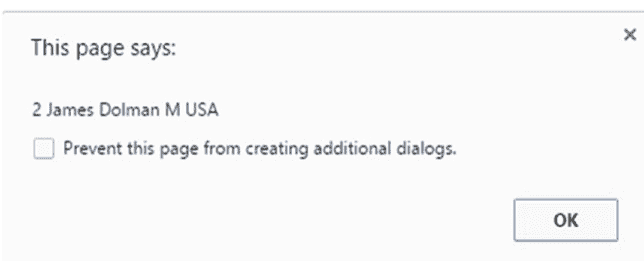 This page says:
2 James Dolman M USA
Prevent this page from creating additional dialogs.
OK